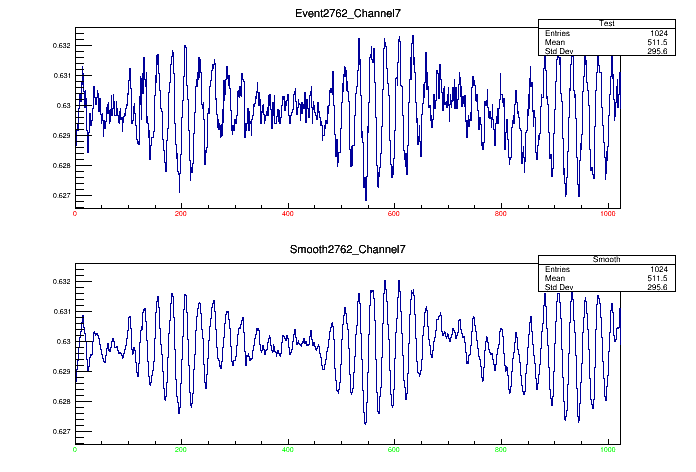 Event2762_Channel7
Test
Entries 1024
Mean 511.5
Std Dev 295.6
0.632
0.631
0.63
0.629
0.628
0.627
0 200 400 600 800 1000
Smooth2762_Channel7
Smooth
Entries 1024
Mean 511.5
Std Dev 295.6
0.632
0.631
0.63
0.629
0.628
0.627
0 200 400 600 800 1000